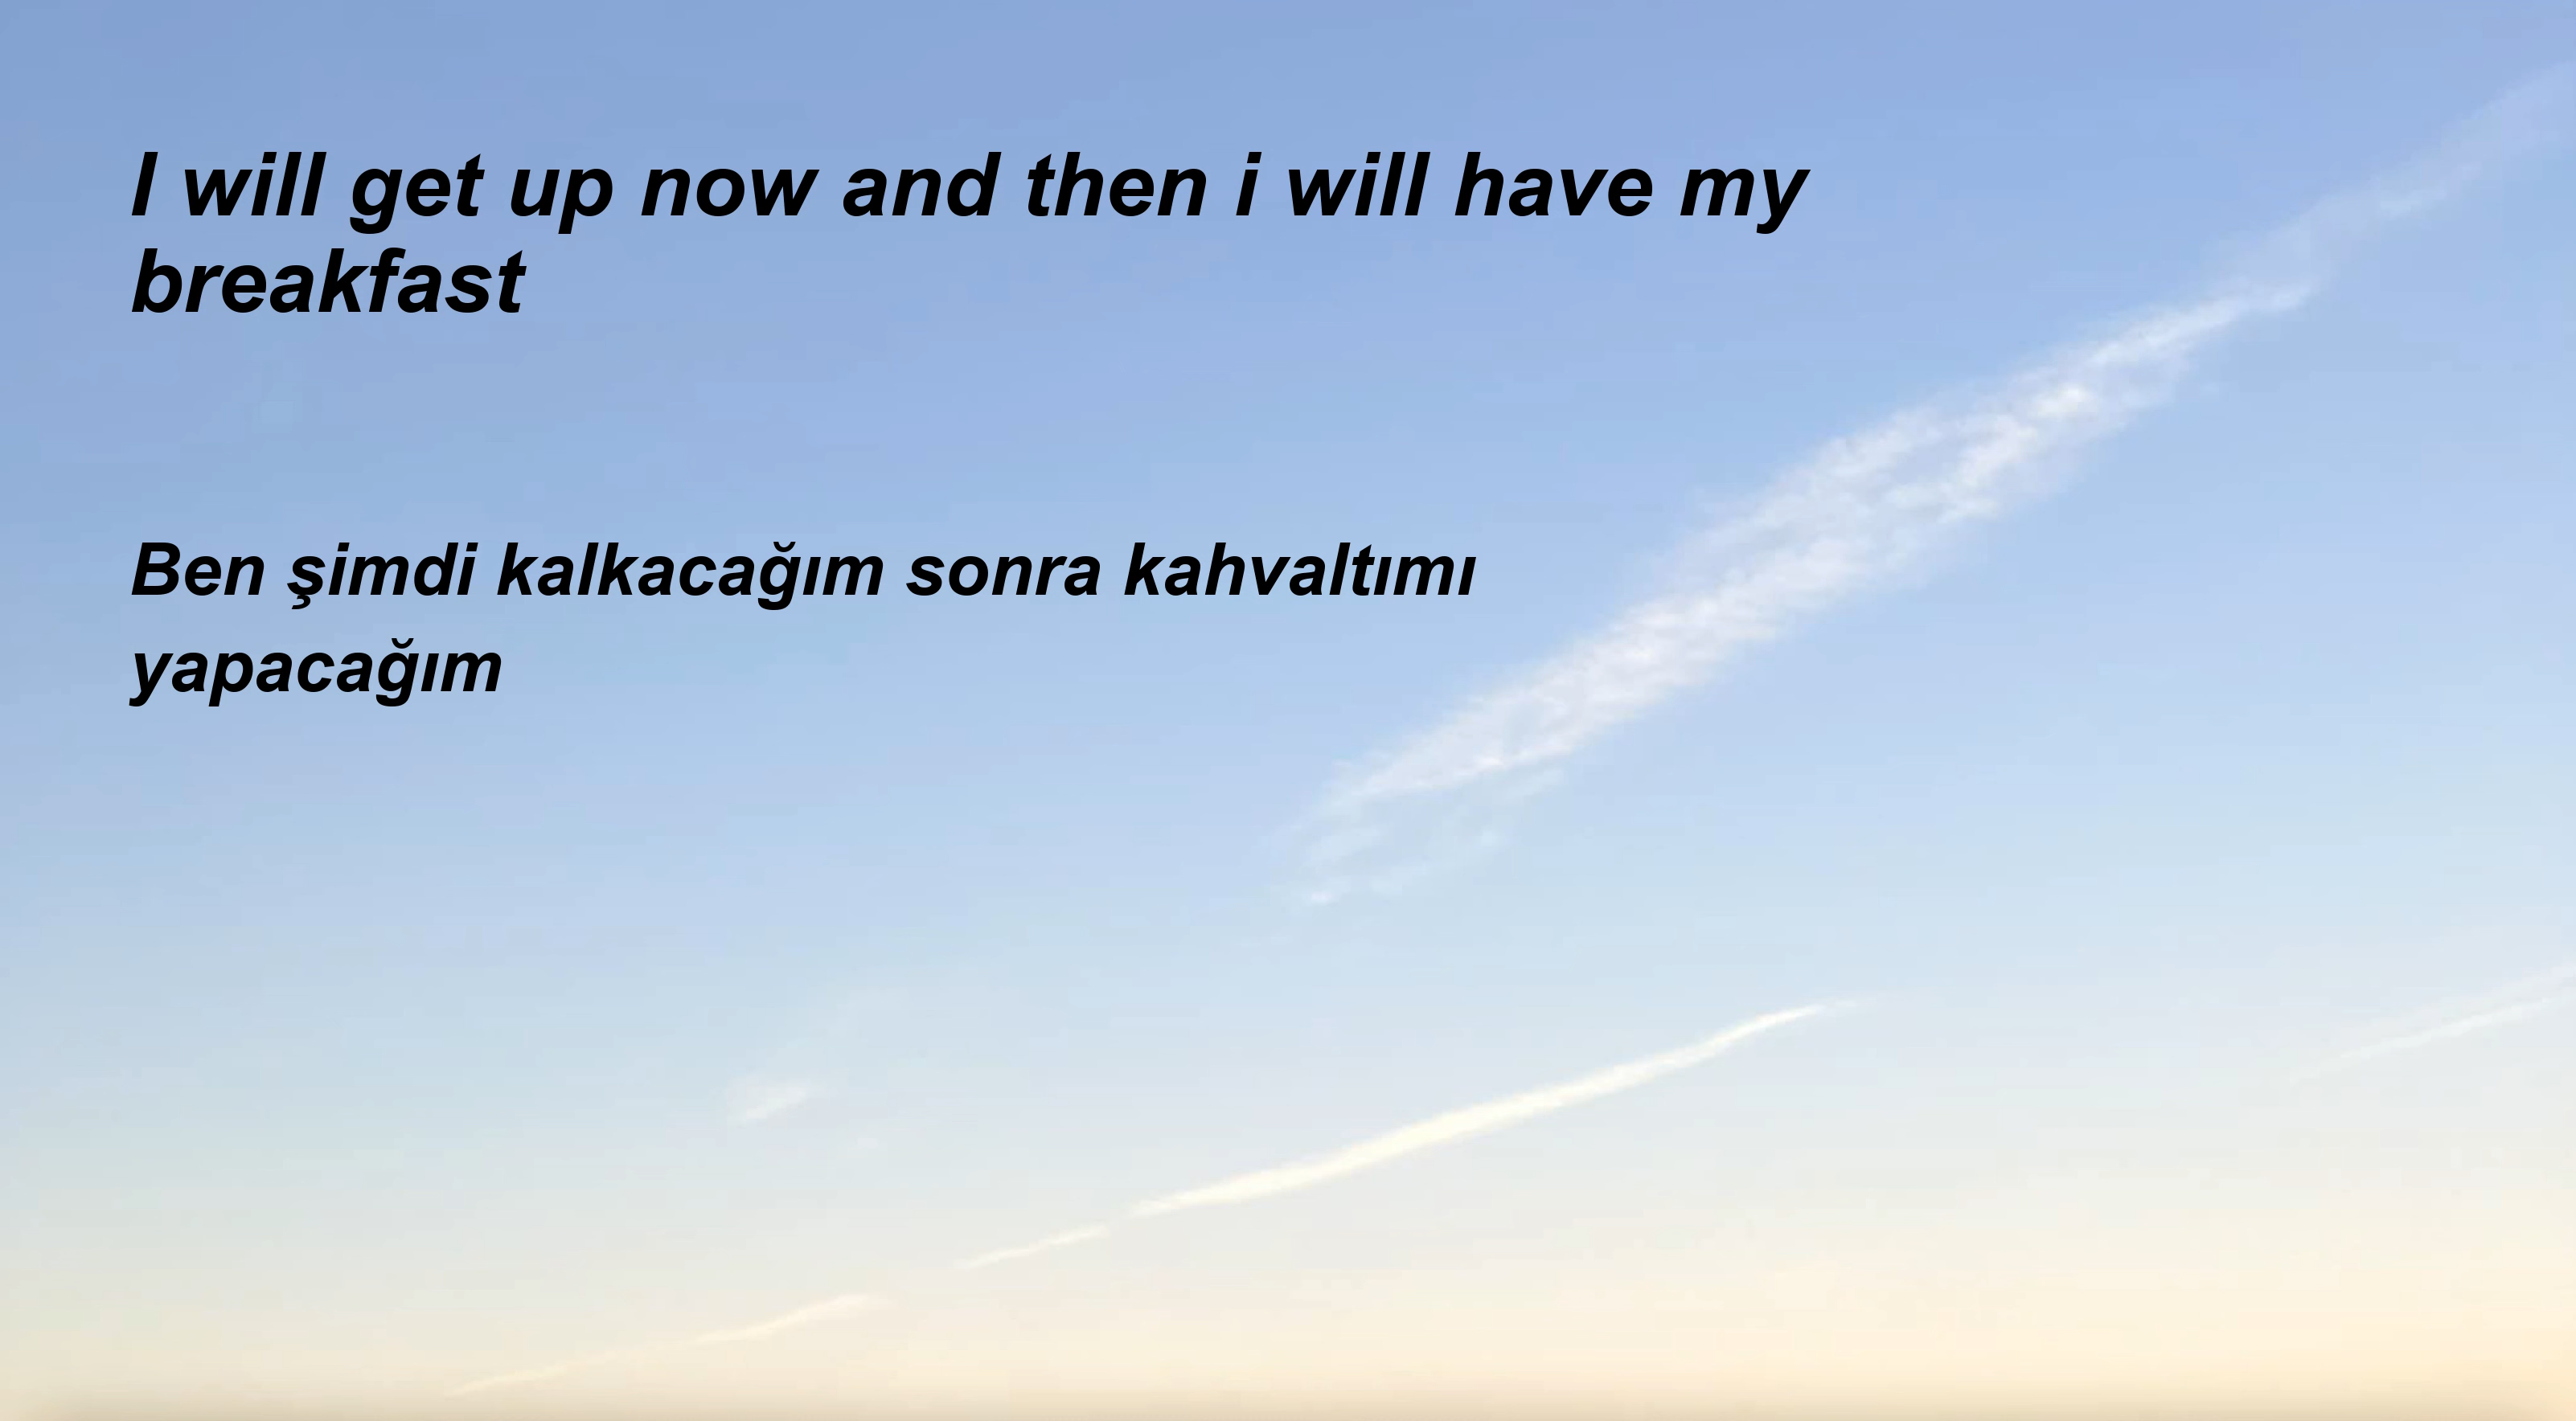 I will get up now and then i will have my
breakfast
Ben şimdi kalkacağım sonra kahvaltımı
yapacağım